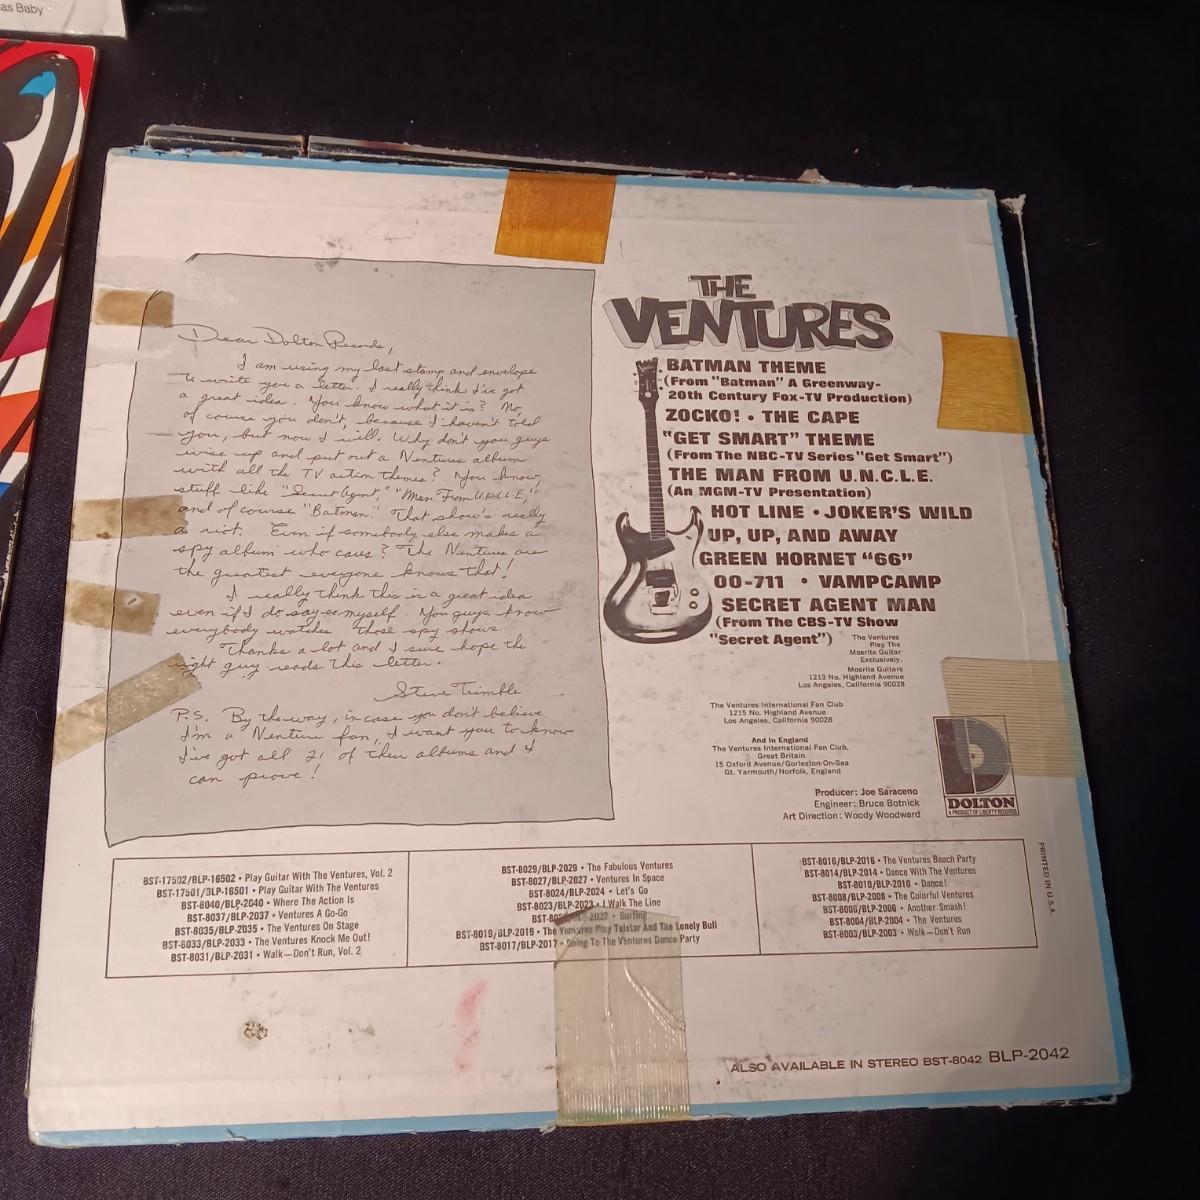 as Baby
Dear Dolton Records,
I am using my last stamp and envelope
to write you a letter. I really think I've got
a great idea. You know what it is? No,
of course you don't, because I haven't told
you, but now I will. Why don't you guys
wise up and put out a Ventures album
with all the TV action themes? You know,
stuff like "Secret Agent," "Man From U.N.C.L.E,"
and of course "Batman." That show's really
a riot. Even if somebody else makes a
spy album who cares? The Ventures are
the greatest everyone knows that!
I really think this is a great idea
even if I do say so myself. You guys know
everybody watches those spy shows.
Thanks a lot and I sure hope the
right guy reads this letter.
Steve Trimble
P.S. By the way, in case you don't believe
I'm a Venture fan, I want you to know
I've got all 21 of their albums and I
can prove!
THE
VENTURES
BATMAN THEME
(From "Batman" A Greenway-
20th Century Fox-TV Production)
ZOCKO! • THE CAPE
"GET SMART" THEME
(From The NBC-TV Series "Get Smart")
THE MAN FROM U.N.C.L.E.
(An MGM-TV Presentation)
HOT LINE • JOKER'S WILD
UP, UP, AND AWAY
GREEN HORNET "66"
00-711 • VAMPCAMP
SECRET AGENT MAN
(From The CBS-TV Show
"Secret Agent")
The Ventures
Play The
Mosrite Guitar
Exclusively.
Mosrite Guitars
1213 No. Highland Avenue
Los Angeles, California 90028
The Ventures International Fan Club
1215 No. Highland Avenue
Los Angeles, California 90028
And In England
The Ventures International Fan Club,
Great Britain
15 Oxford Avenue/Gorleston-On-Sea
Gt. Yarmouth/Norfolk, England
Producer: Joe Saraceno
Engineer: Bruce Botnick
Art Direction: Woody Woodward
DOLTON
A PRODUCT OF LIBERTY RECORDS
BST-17502/BLP-16502 • Play Guitar With The Ventures, Vol. 2
BST-17501/BLP-16501 • Play Guitar With The Ventures
BST-8040/BLP-2040 • Where The Action Is
BST-8037/BLP-2037 • Ventures A Go-Go
BST-8035/BLP-2035 • The Ventures On Stage
BST-8033/BLP-2033 • The Ventures Knock Me Out!
BST-8031/BLP-2031 • Walk—Don't Run, Vol. 2
BST-8029/BLP-2029 • The Fabulous Ventures
BST-8027/BLP-2027 • Ventures In Space
BST-8024/BLP-2024 • Let's Go
BST-8023/BLP-2023 • I Walk The Line
2022 • Surfing
BST-8019/BLP-2019 • The Ventures Play Telstar And The Lonely Bull
BST-8017/BLP-2017 • Going To The Ventures Dance Party
BST-8016/BLP-2016 • The Ventures Beach Party
BST-8014/BLP-2014 • Dance With The Ventures
BST-8010/BLP-2010 • Dance!
BST-8008/BLP-2008 • The Colorful Ventures
BST-8006/BLP-2006 • Another Smash!
BST-8004/BLP-2004 • The Ventures
BST-8003/BLP-2003 • Walk—Don't Run
PRINTED IN U.S.A.
ALSO AVAILABLE IN STEREO BST-8042 BLP-2042